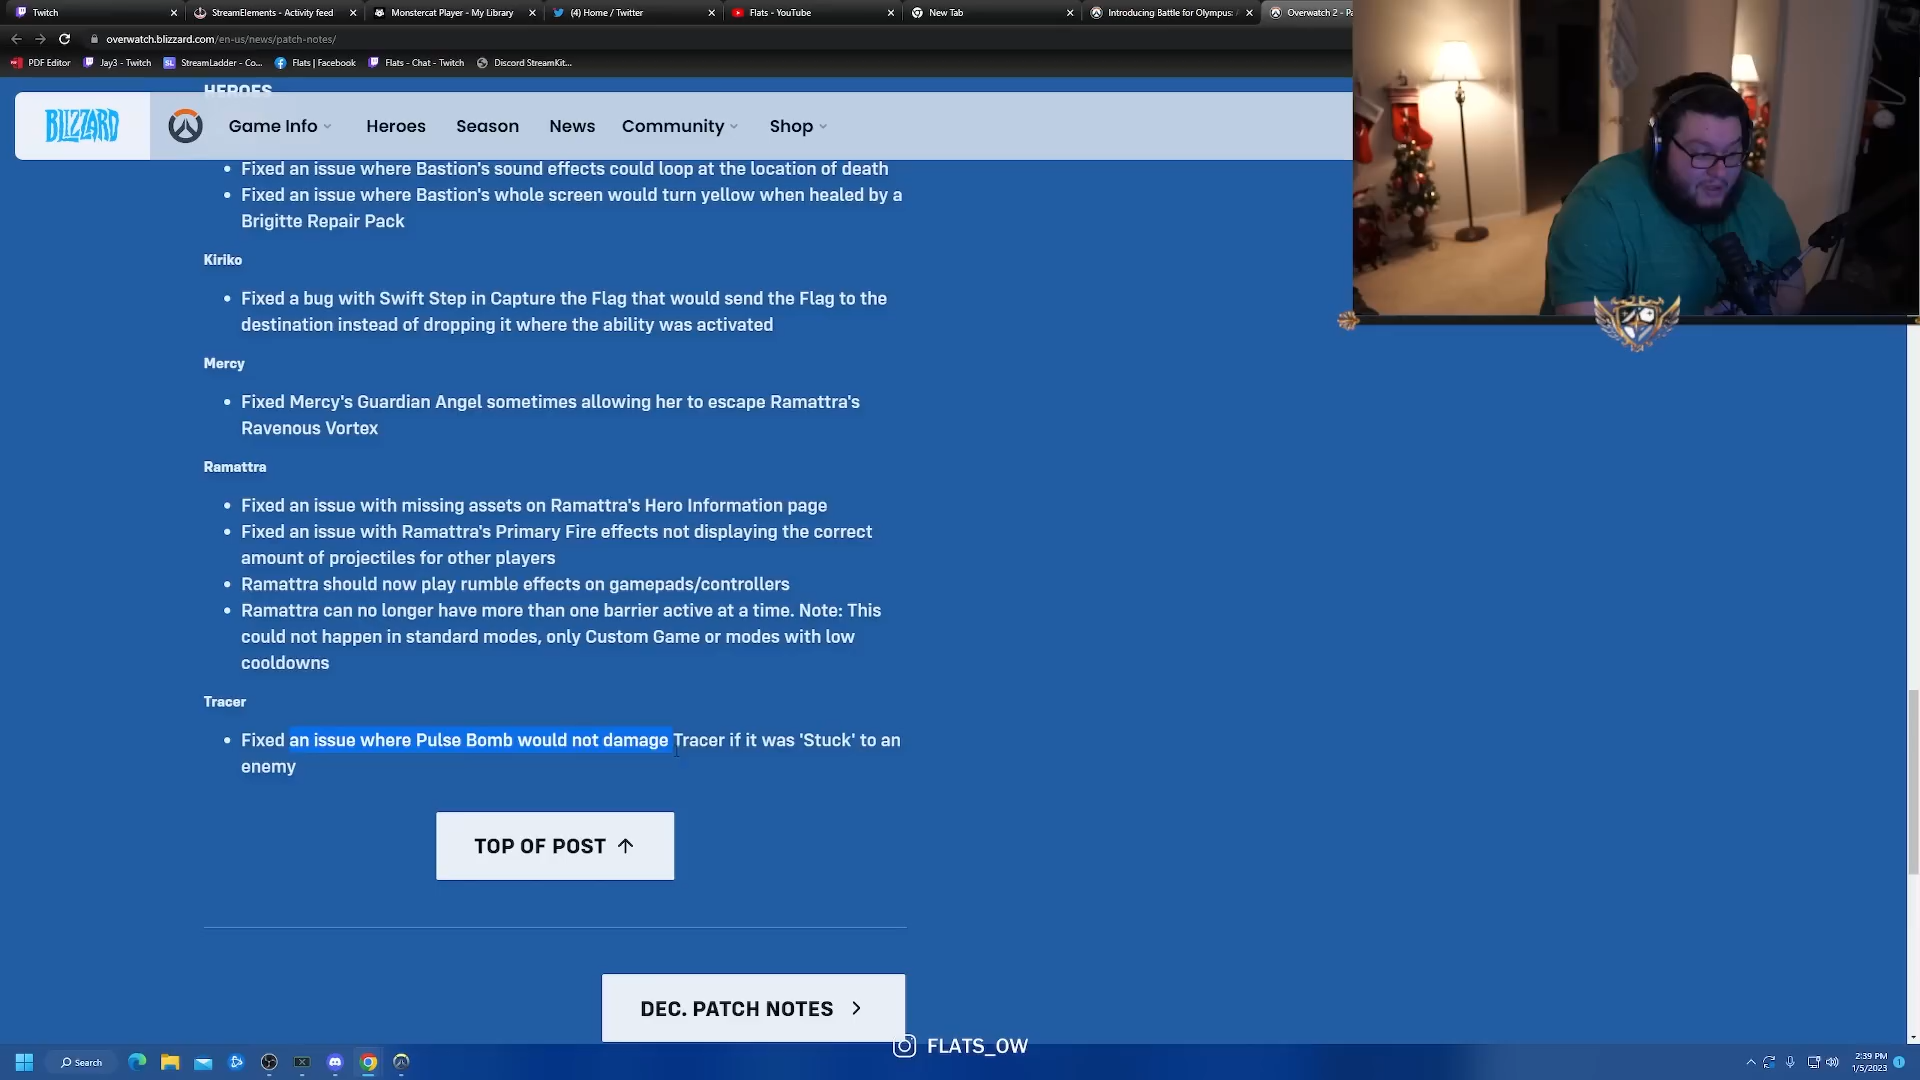 Twitch
StreamElements - Activity feed
Monstercat Player - My Library
(4) Home / Twitter
Flats - YouTube
New Tab
Introducing Battle for Olympus:
Overwatch 2 - Pa
overwatch.blizzard.com/en-us/news/patch-notes/
PDF Editor
Jay3 - Twitch
StreamLadder - Co...
Flats | Facebook
Flats - Chat - Twitch
Discord StreamKit...
HEROES
BLIZZARD
Game Info
Heroes
Season
News
Community
Shop
Fixed an issue where Bastion's sound effects could loop at the location of death
Fixed an issue where Bastion's whole screen would turn yellow when healed by a
Brigitte Repair Pack
Kiriko
Fixed a bug with Swift Step in Capture the Flag that would send the Flag to the
destination instead of dropping it where the ability was activated
Mercy
Fixed Mercy's Guardian Angel sometimes allowing her to escape Ramattra's
Ravenous Vortex
Ramattra
Fixed an issue with missing assets on Ramattra's Hero Information page
Fixed an issue with Ramattra's Primary Fire effects not displaying the correct
amount of projectiles for other players
Ramattra should now play rumble effects on gamepads/controllers
Ramattra can no longer have more than one barrier active at a time. Note: This
could not happen in standard modes, only Custom Game or modes with low
cooldowns
Tracer
Fixed an issue where Pulse Bomb would not damage Tracer if it was 'Stuck' to an
enemy
TOP OF POST
DEC. PATCH NOTES
FLATS_OW
Search
2:39 PM
1/5/2023
1